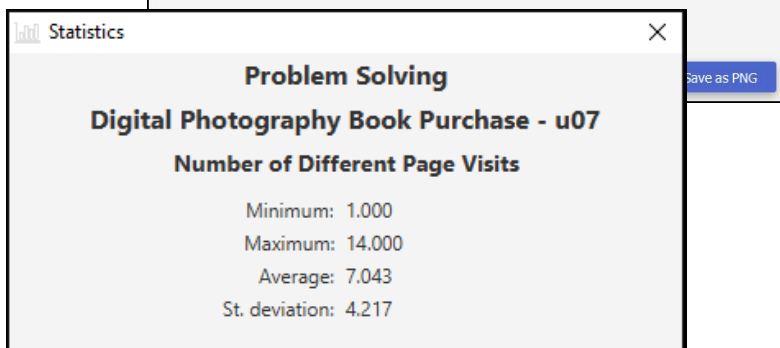 Statistics
Problem Solving
Save as PNG
Digital Photography Book Purchase - u07
Number of Different Page Visits
Minimum: 1.000
Maximum: 14.000
Average: 7.043
St. deviation: 4.217